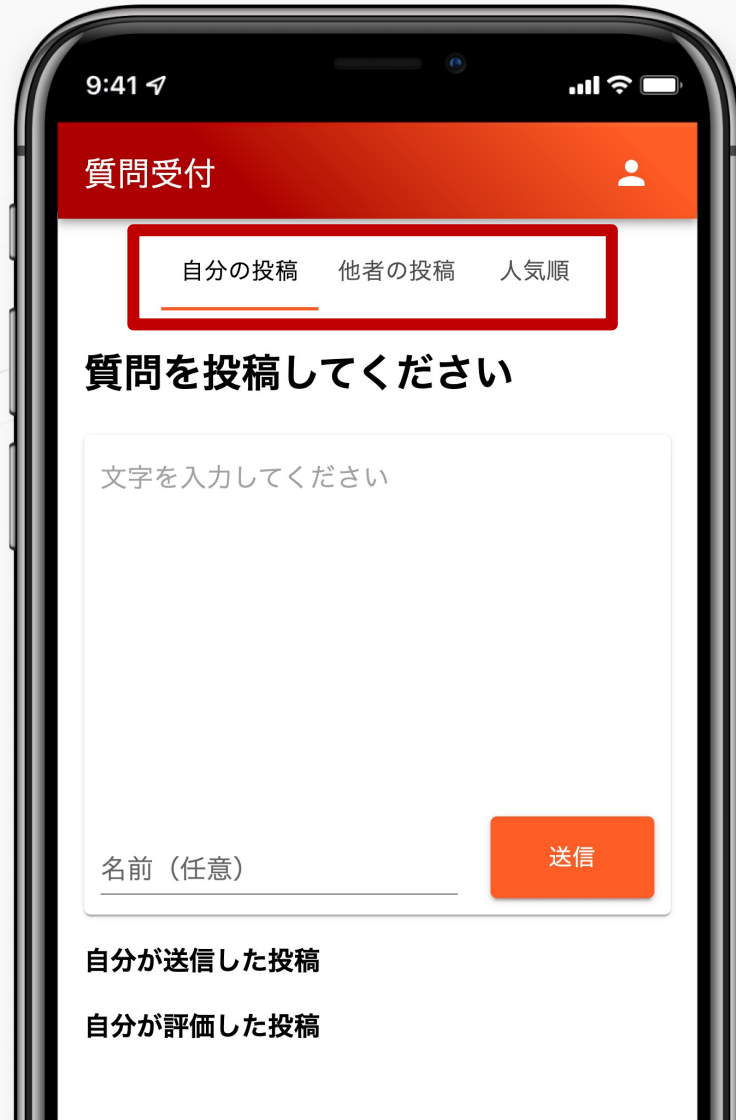 9:41
質問受付
自分の投稿 他者の投稿 人気順
質問を投稿してください
文字を入力してください
名前（任意）
送信
自分が送信した投稿
自分が評価した投稿